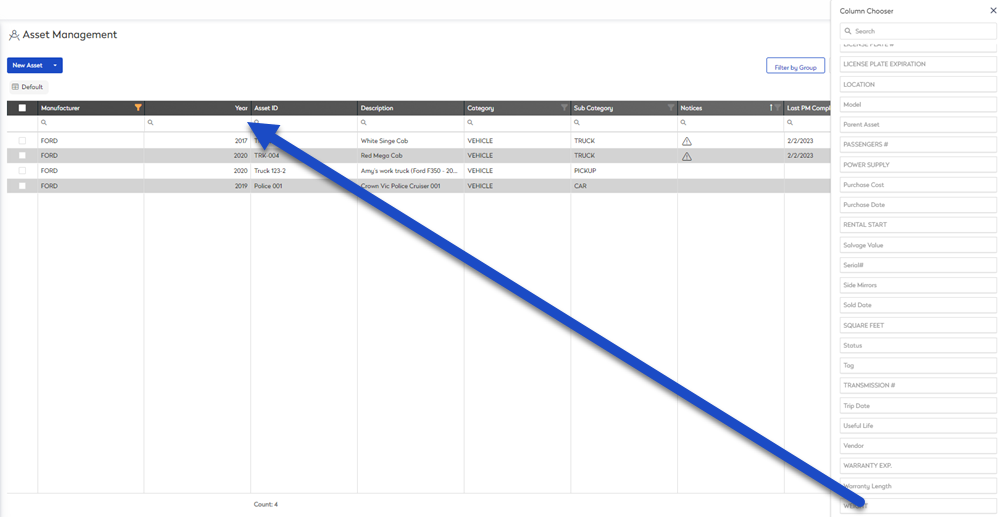 Column Chooser
Asset Management
Search
New Asset
Filter by Group
LICENSE PLATE #
LICENSE PLATE EXPIRATION
Default
LOCATION
Manufacturer Year Asset ID Description Category Sub Category Notices Last PM Compl
Model
Parent Asset
FORD 2017 White Singe Cab VEHICLE TRUCK 2/2/2023
PASSENGERS #
FORD 2020 TRK-004 Red Mega Cab VEHICLE TRUCK 2/2/2023
POWER SUPPLY
FORD 2020 Truck 123-2 Amy's work truck (Ford F350 - 20... VEHICLE PICKUP
Purchase Cost
FORD 2019 Police 001 Crown Vic Police Cruiser 001 VEHICLE CAR
Purchase Date
RENTAL START
Salvage Value
Serial#
Side Mirrors
Sold Date
SQUARE FEET
Status
Tag
TRANSMISSION #
Trip Date
Useful Life
Vendor
WARRANTY EXP.
Warranty Length
Count: 4